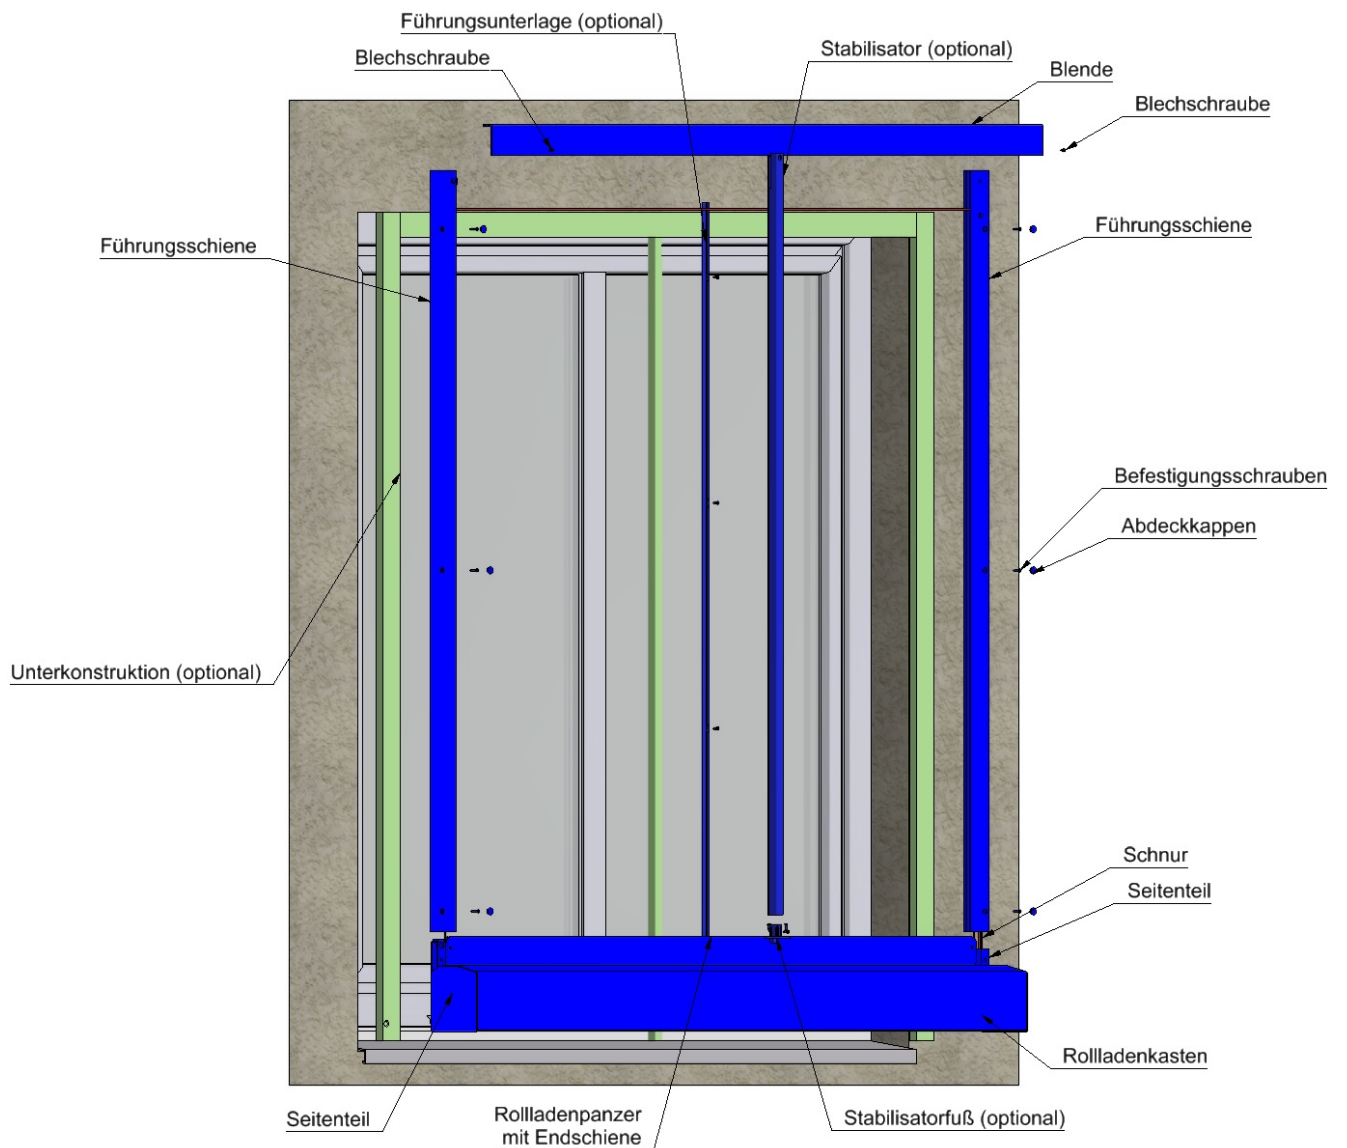 Führungsunterlage (optional)
Stabilisator (optional)
Blechschraube
Blende
Blechschraube
Führungsschiene
Führungsschiene
Befestigungsschrauben
Abdeckkappen
Unterkonstruktion (optional)
Schnur
Seitenteil
Rollladenkasten
Seitenteil
Rollladenpanzer
mit Endschiene
Stabilisatorfuß (optional)